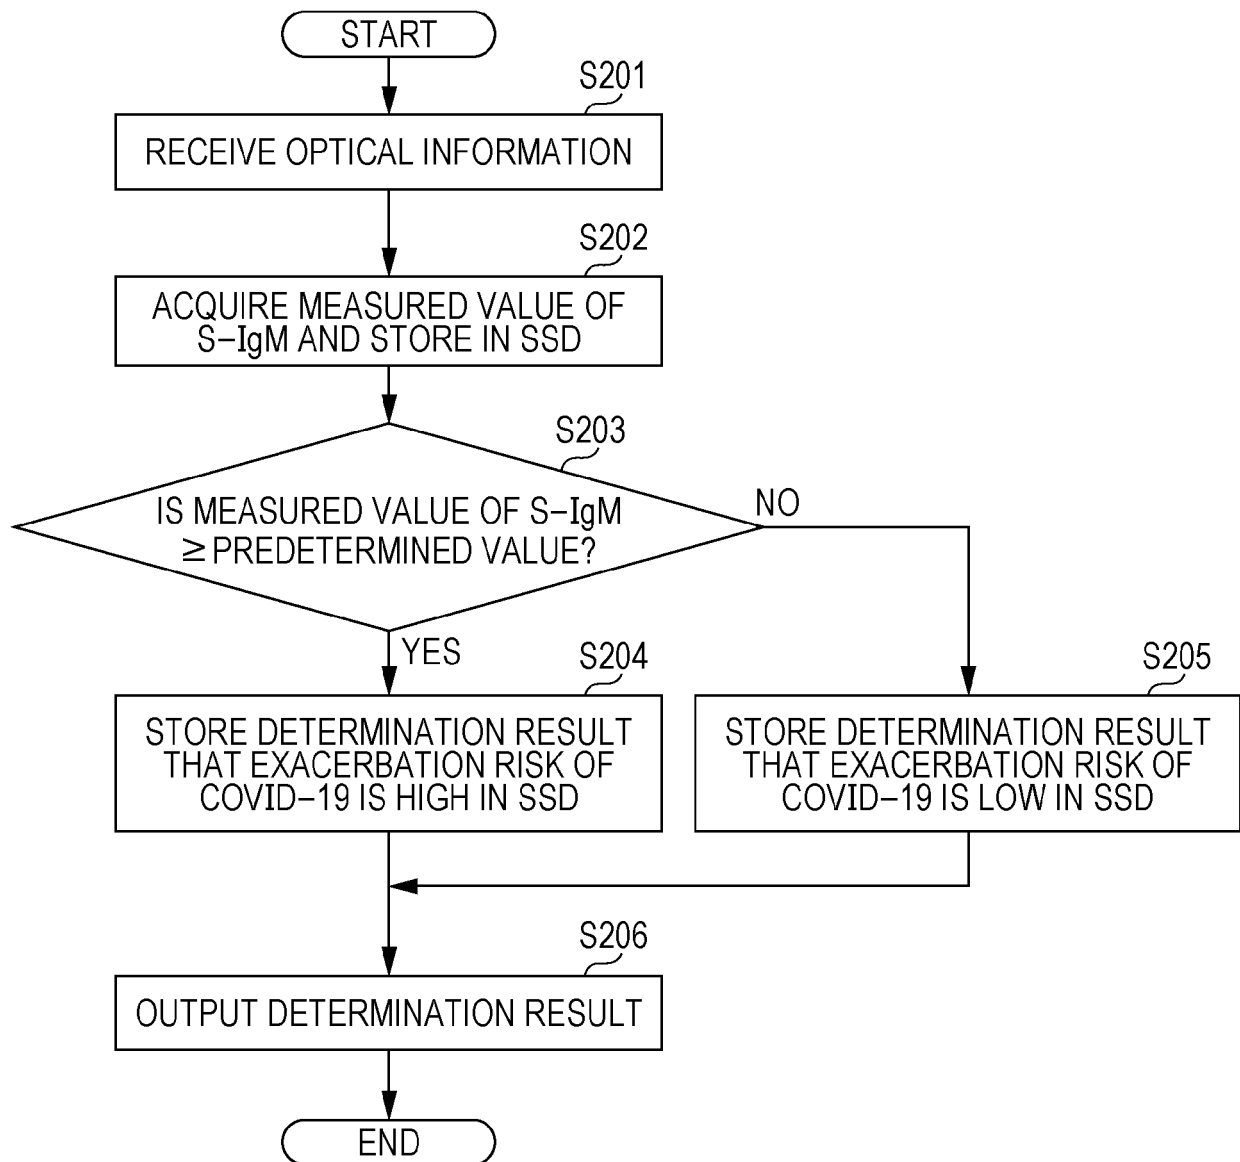 START
S201
RECEIVE OPTICAL INFORMATION
S202
ACQUIRE MEASURED VALUE OF
S-IgM AND STORE IN SSD
S203
IS MEASURED VALUE OF S-IgM
≥ PREDETERMINED VALUE?
NO
YES
S204
STORE DETERMINATION RESULT
THAT EXACERBATION RISK OF
COVID-19 IS HIGH IN SSD
S205
STORE DETERMINATION RESULT
THAT EXACERBATION RISK OF
COVID-19 IS LOW IN SSD
S206
OUTPUT DETERMINATION RESULT
END